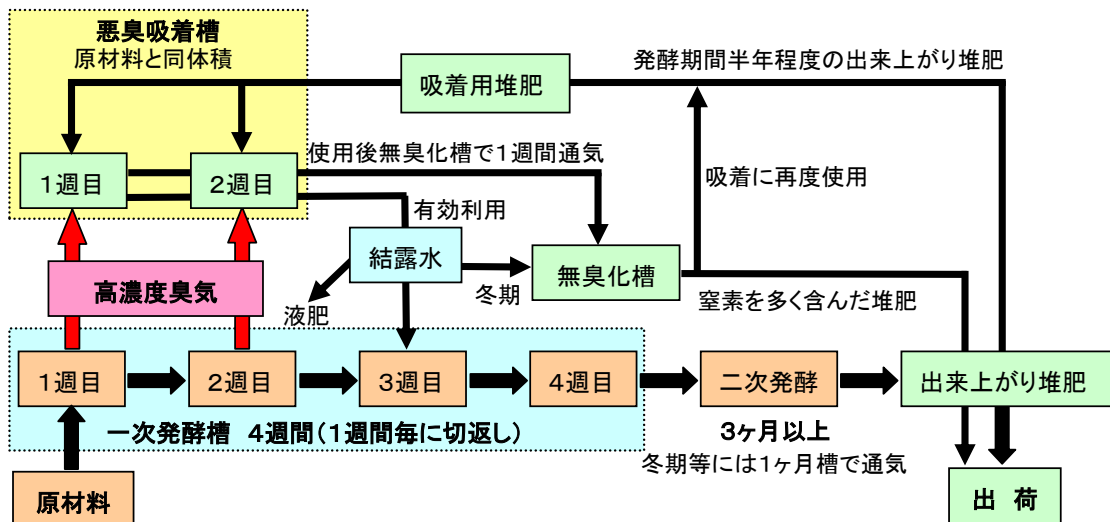 悪臭吸着槽
原材料と同体積
吸着用堆肥
発酵期間半年程度の出来上がり堆肥
使用後無臭化槽で1週間通気
1週目
2週目
吸着に再度使用
有効利用
結露水
無臭化槽
高濃度臭気
冬期
液肥
窒素を多く含んだ堆肥
1週目
2週目
3週目
4週目
二次発酵
出来上がり堆肥
一次発酵槽 4週間(1週間毎に切返し)
3ヶ月以上
冬期等には1ヶ月槽で通気
原材料
出 荷